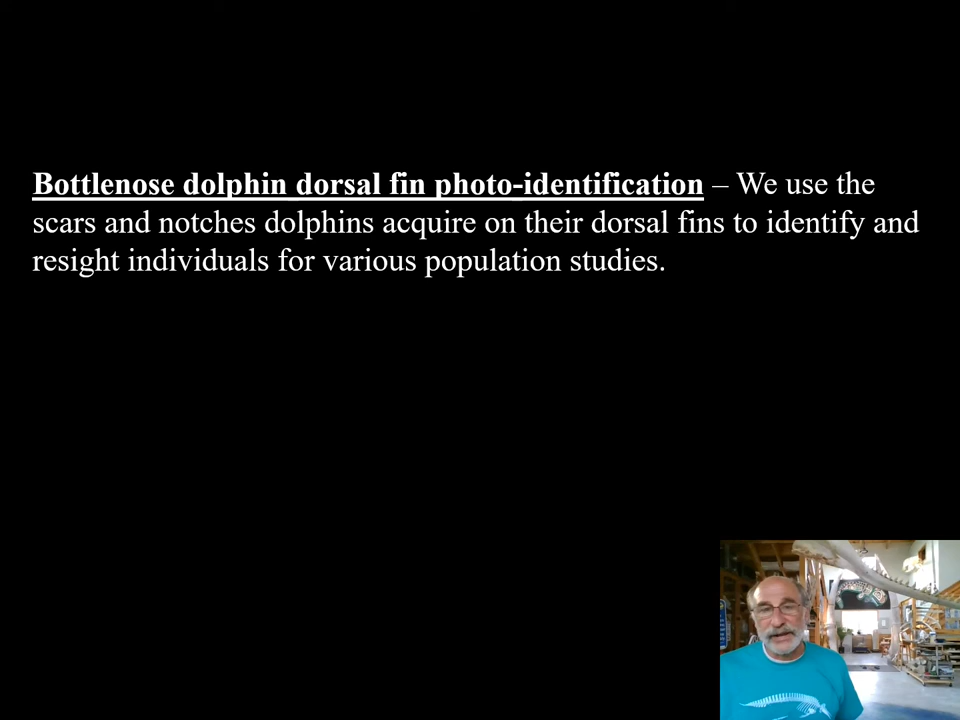 Bottlenose dolphin dorsal fin photo-identification – We use the
scars and notches dolphins acquire on their dorsal fins to identify and
resight individuals for various population studies.